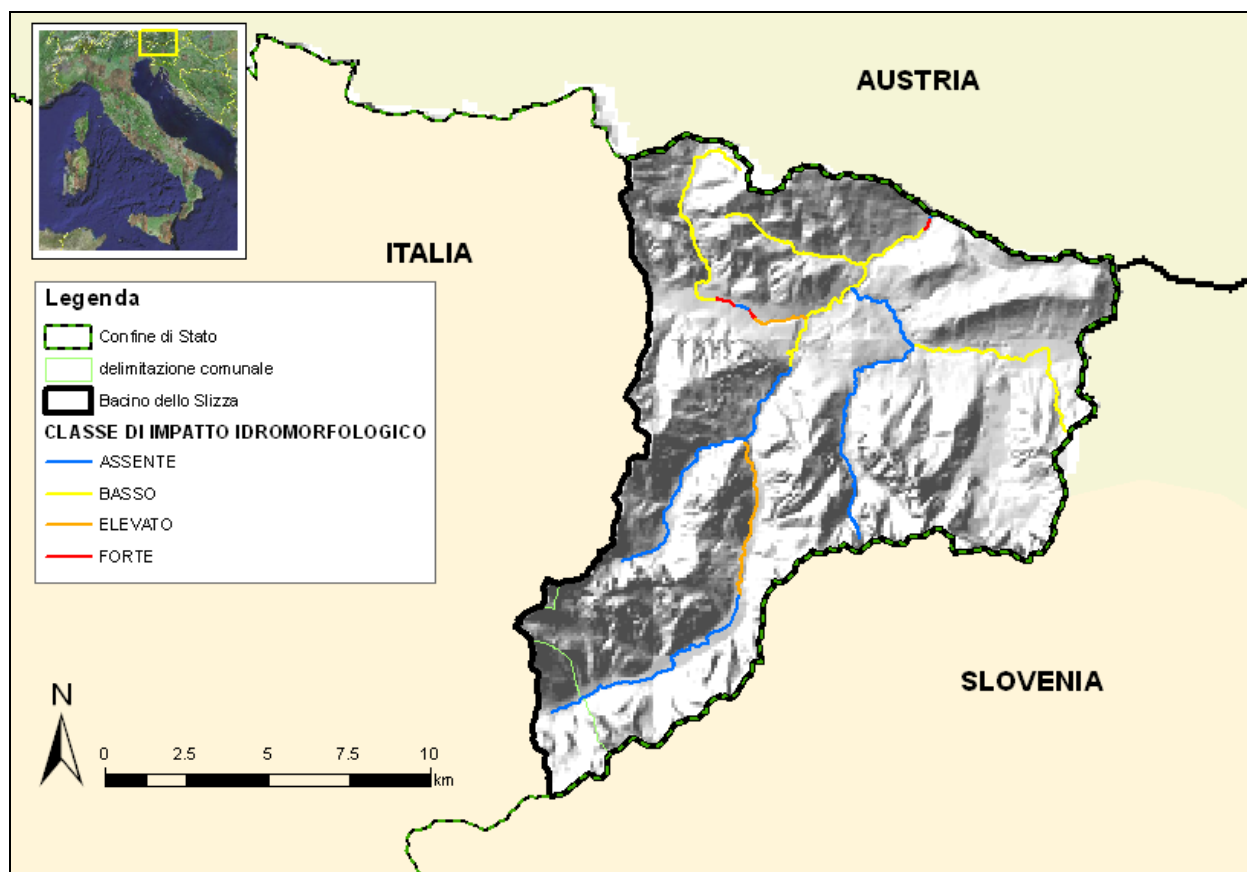 AUSTRIA
ITALIA
Legenda
Confine di Stato
delimitazione comunale
Bacino dello Slizza
CLASSE DI IMPATTO IDROMORFOLOGICO
ASSENTE
BASSO
ELEVATO
FORTE
SLOVENIA
N
0 2.5 5 7.5 10
km